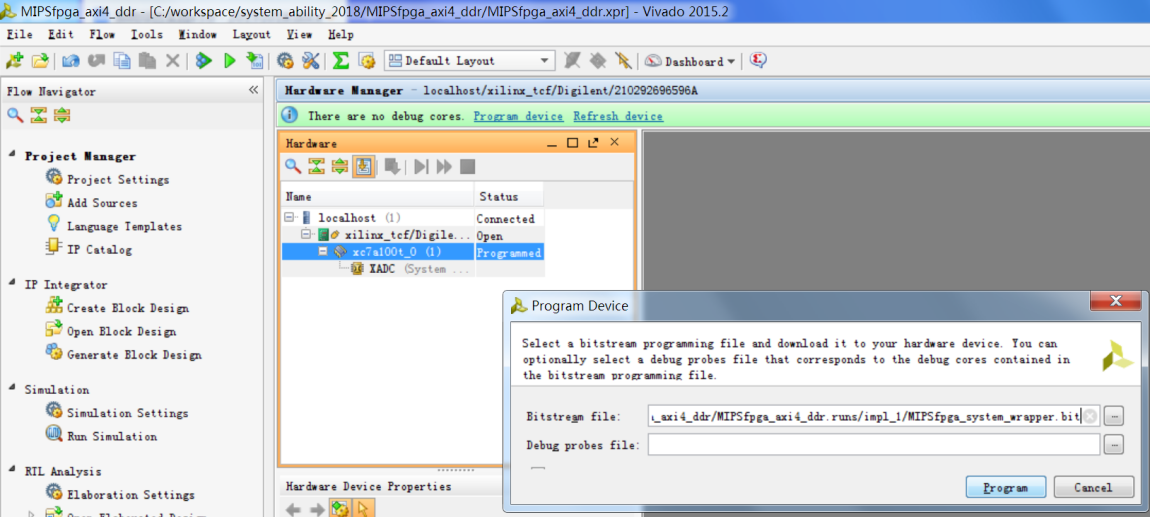 MIPSfpga_axi4_ddr - [C:/workspace/system_ability_2018/MIPSfpga_axi4_ddr/MIPSfpga_axi4_ddr.xpr] - Vivado 2015.2
File Edit Flow Tools Window Layout View Help
Default Layout Dashboard
Flow Navigator
Hardware Manager - localhost/xilinx_tcf/Digilent/210292696596A
There are no debug cores. Program device Refresh device
Project Manager
Project Settings
Add Sources
Language Templates
IP Catalog
IP Integrator
Create Block Design
Open Block Design
Generate Block Design
Simulation
Simulation Settings
Run Simulation
RTL Analysis
Elaboration Settings
Open Elaborated Design
Hardware
Name Status
localhost (1) Connected
xilinx_tcf/Digile... Open
xc7a100t_0 (1) Programmed
XADC (System ...
Hardware Device Properties
Program Device
Select a bitstream programming file and download it to your hardware device. You can
optionally select a debug probes file that corresponds to the debug cores contained in
the bitstream programming file.
Bitstream file: _axi4_ddr/MIPSfpga_axi4_ddr.runs/impl_1/MIPSfpga_system_wrapper.bit
Debug probes file:
Program Cancel